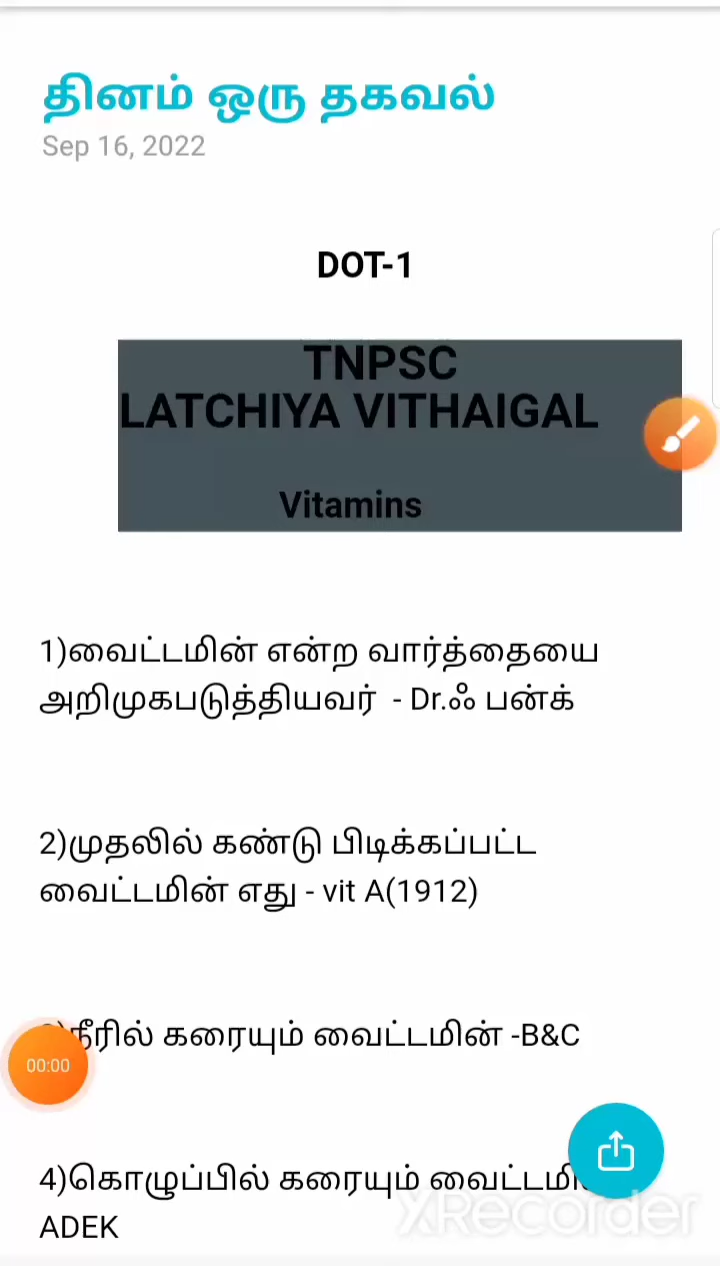 தினம் ஒரு தகவல்
Sep 16, 2022
DOT-1
TNPSC
LATCHIYA VITHAIGAL
Vitamins
1)வைட்டமின் என்ற வார்த்தையை
அறிமுகபடுத்தியவர் - Dr.ஃ பன்க்
2)முதலில் கண்டு பிடிக்கப்பட்ட
வைட்டமின் எது - vit A(1912)
நீரில் கரையும் வைட்டமின் -B&C
00:00
4)கொழுப்பில் கரையும்
ADEK
XRecorder